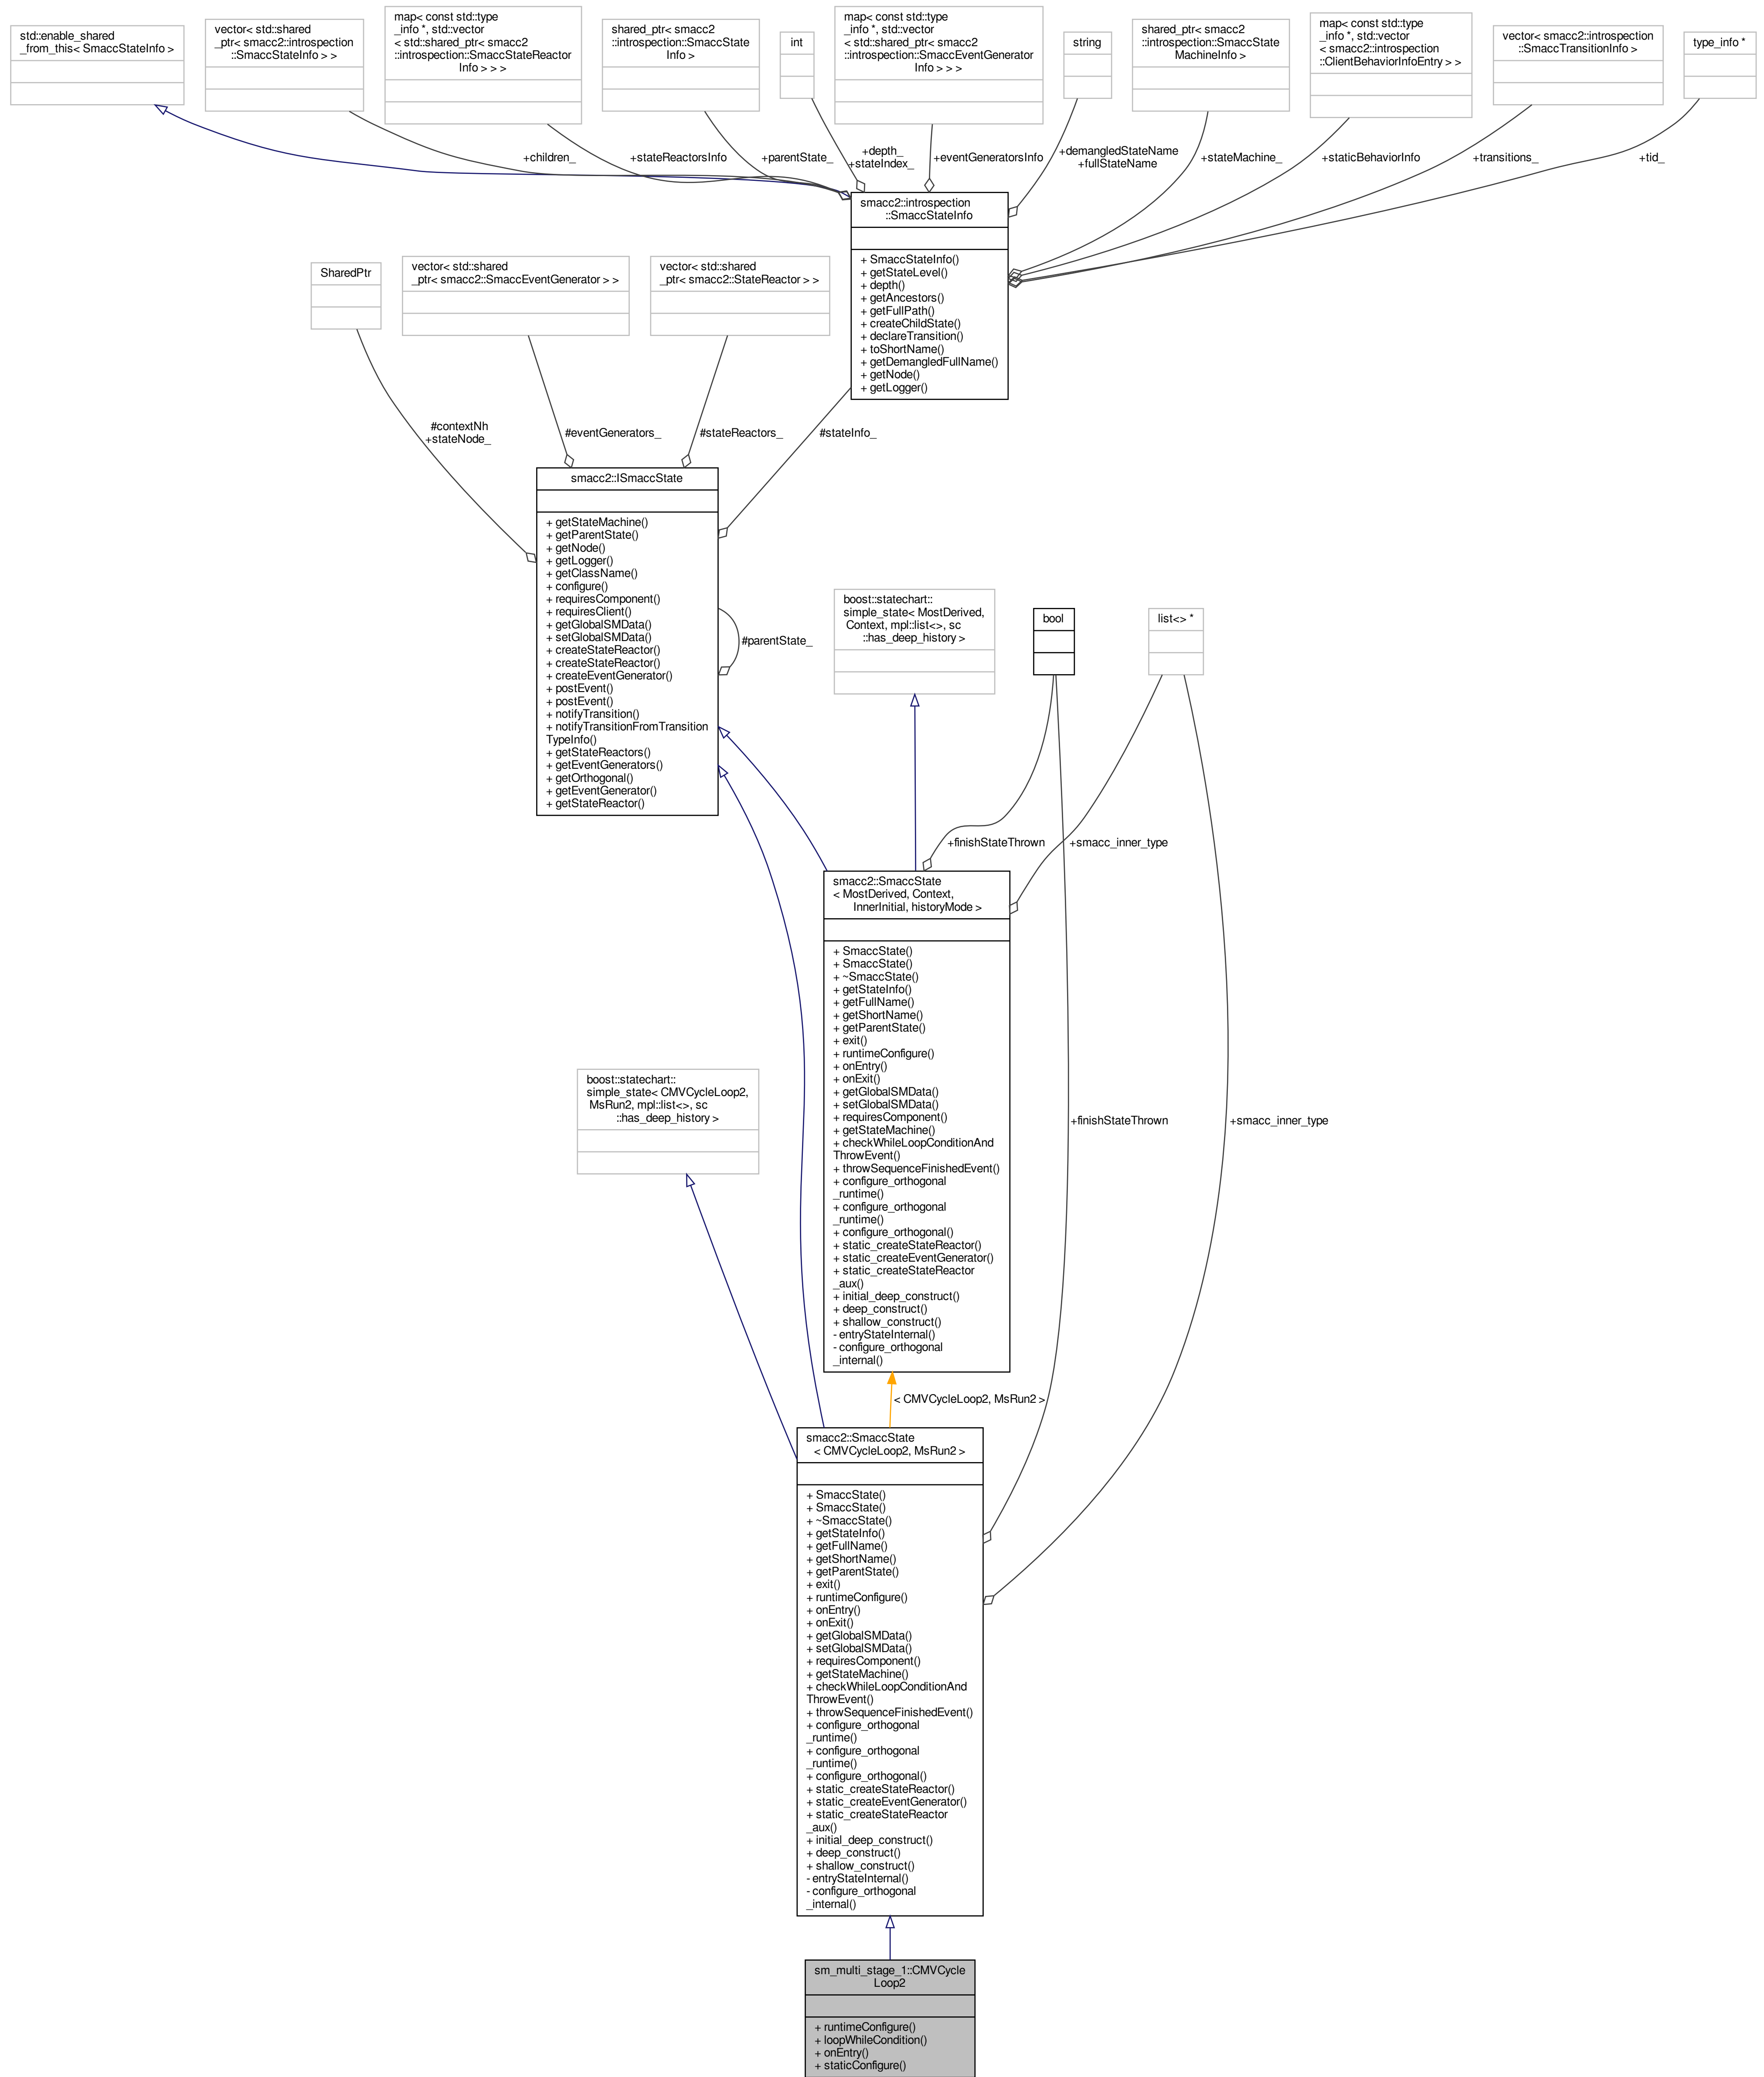 std::enable_shared
_from_this< SmaccStateInfo >
vector< std::shared
_ptr< smacc2::introspection
::SmaccStateInfo > >
map< const std::type
_info *, std::vector
< std::shared_ptr< smacc2
::introspection::SmaccStateReactor
Info > > >
shared_ptr< smacc2
::introspection::SmaccState
Info >
int
map< const std::type
_info *, std::vector
< std::shared_ptr< smacc2
::introspection::SmaccEventGenerator
Info > > >
string
shared_ptr< smacc2
::introspection::SmaccState
MachineInfo >
map< const std::type
_info *, std::vector
< smacc2::introspection
::ClientBehaviorInfoEntry > >
vector< smacc2::introspection
::SmaccTransitionInfo >
type_info *
+children_
+stateReactorsInfo
+parentState_
+depth_
+stateIndex_
+eventGeneratorsInfo
+demangledStateName
+fullStateName
+stateMachine_
+staticBehaviorInfo
+transitions_
+tid_
smacc2::introspection
::SmaccStateInfo
+ SmaccStateInfo()
+ getStateLevel()
+ depth()
+ getAncestors()
+ getFullPath()
+ createChildState()
+ declareTransition()
+ toShortName()
+ getDemangledFullName()
+ getNode()
+ getLogger()
SharedPtr
vector< std::shared
_ptr< smacc2::SmaccEventGenerator > >
vector< std::shared
_ptr< smacc2::StateReactor > >
#contextNh
+stateNode_
#eventGenerators_
#stateReactors_
#stateInfo_
smacc2::ISmaccState
+ getStateMachine()
+ getParentState()
+ getNode()
+ getLogger()
+ getClassName()
+ configure()
+ requiresComponent()
+ requiresClient()
+ getGlobalSMData()
+ setGlobalSMData()
+ createStateReactor()
+ createStateReactor()
+ createEventGenerator()
+ postEvent()
+ postEvent()
+ notifyTransition()
+ notifyTransitionFromTransition
TypeInfo()
+ getStateReactors()
+ getEventGenerators()
+ getOrthogonal()
+ getEventGenerator()
+ getStateReactor()
#parentState_
boost::statechart::
simple_state< MostDerived,
Context, mpl::list<>, sc
::has_deep_history >
bool
list<> *
+finishStateThrown
+smacc_inner_type
smacc2::SmaccState
< MostDerived, Context,
InnerInitial, historyMode >
+ SmaccState()
+ SmaccState()
+ ~SmaccState()
+ getStateInfo()
+ getFullName()
+ getShortName()
+ getParentState()
+ exit()
+ runtimeConfigure()
+ onEntry()
+ onExit()
+ getGlobalSMData()
+ setGlobalSMData()
+ requiresComponent()
+ getStateMachine()
+ checkWhileLoopConditionAnd
ThrowEvent()
+ throwSequenceFinishedEvent()
+ configure_orthogonal
_runtime()
+ configure_orthogonal
_runtime()
+ configure_orthogonal()
+ static_createStateReactor()
+ static_createEventGenerator()
+ static_createStateReactor
_aux()
+ initial_deep_construct()
+ deep_construct()
+ shallow_construct()
- entryStateInternal()
- configure_orthogonal
_internal()
boost::statechart::
simple_state< CMVCycleLoop2,
MsRun2, mpl::list<>, sc
::has_deep_history >
+finishStateThrown
+smacc_inner_type
< CMVCycleLoop2, MsRun2 >
smacc2::SmaccState
< CMVCycleLoop2, MsRun2 >
+ SmaccState()
+ SmaccState()
+ ~SmaccState()
+ getStateInfo()
+ getFullName()
+ getShortName()
+ getParentState()
+ exit()
+ runtimeConfigure()
+ onEntry()
+ onExit()
+ getGlobalSMData()
+ setGlobalSMData()
+ requiresComponent()
+ getStateMachine()
+ checkWhileLoopConditionAnd
ThrowEvent()
+ throwSequenceFinishedEvent()
+ configure_orthogonal
_runtime()
+ configure_orthogonal
_runtime()
+ configure_orthogonal()
+ static_createStateReactor()
+ static_createEventGenerator()
+ static_createStateReactor
_aux()
+ initial_deep_construct()
+ deep_construct()
+ shallow_construct()
- entryStateInternal()
- configure_orthogonal
_internal()
sm_multi_stage_1::CMVCycle
Loop2
+ runtimeConfigure()
+ loopWhileCondition()
+ onEntry()
+ staticConfigure()